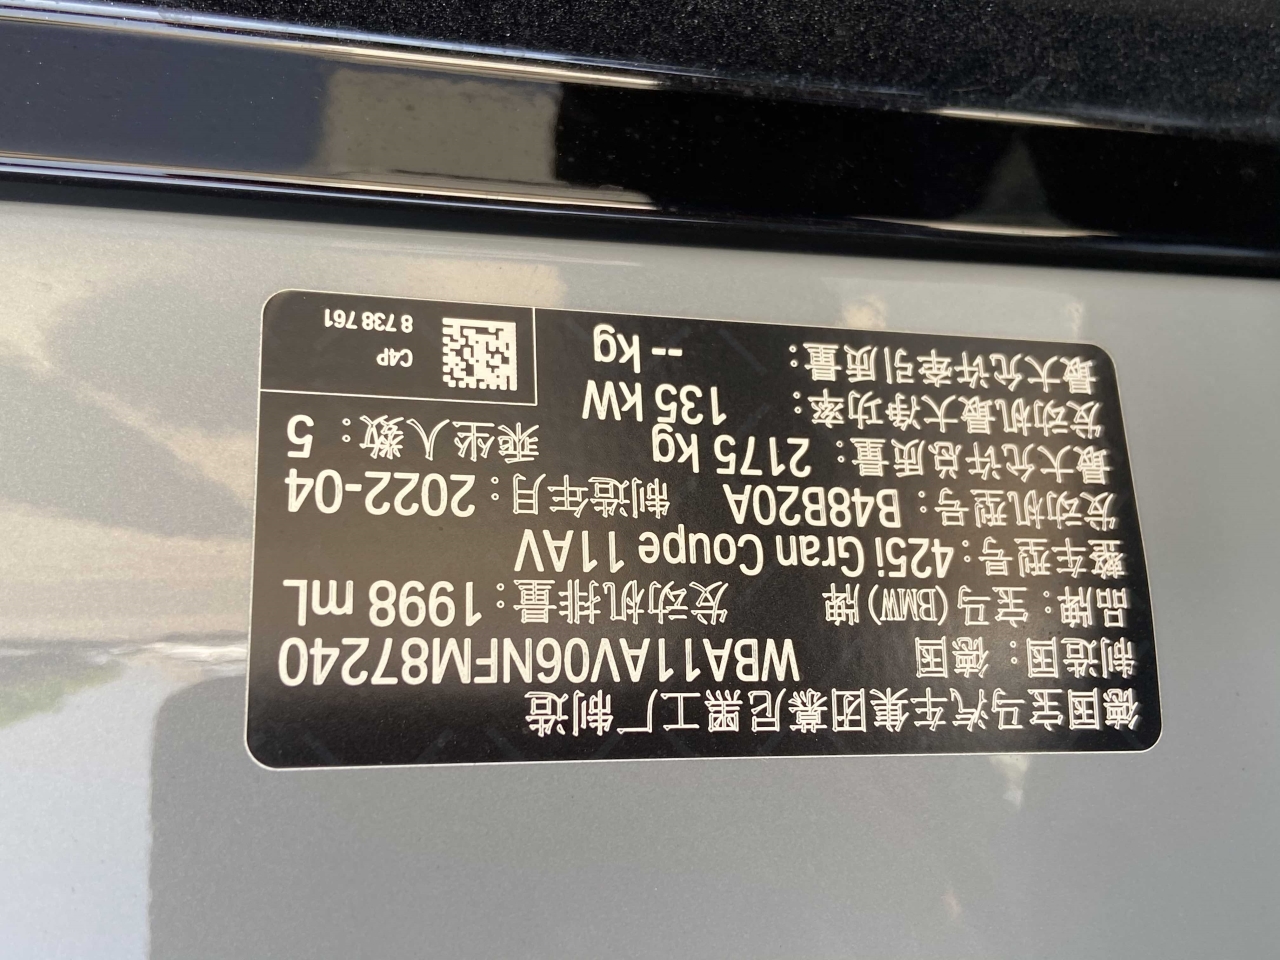 德国宝马汽车集团慕尼黑工厂制造
制造国：德国 WBA11AV06NFM87240
品牌：宝马(BMW)牌 发动机排量：1998 mL
整车型号：425i Gran Coupe 11AV
发动机型号：B48B20A 制造年月：2022-04
最大允许总质量：2175 kg 乘坐人数：5
发动机最大净功率： 135 kW
最大允许牵引质量： -- kg
C4P
8 738 761